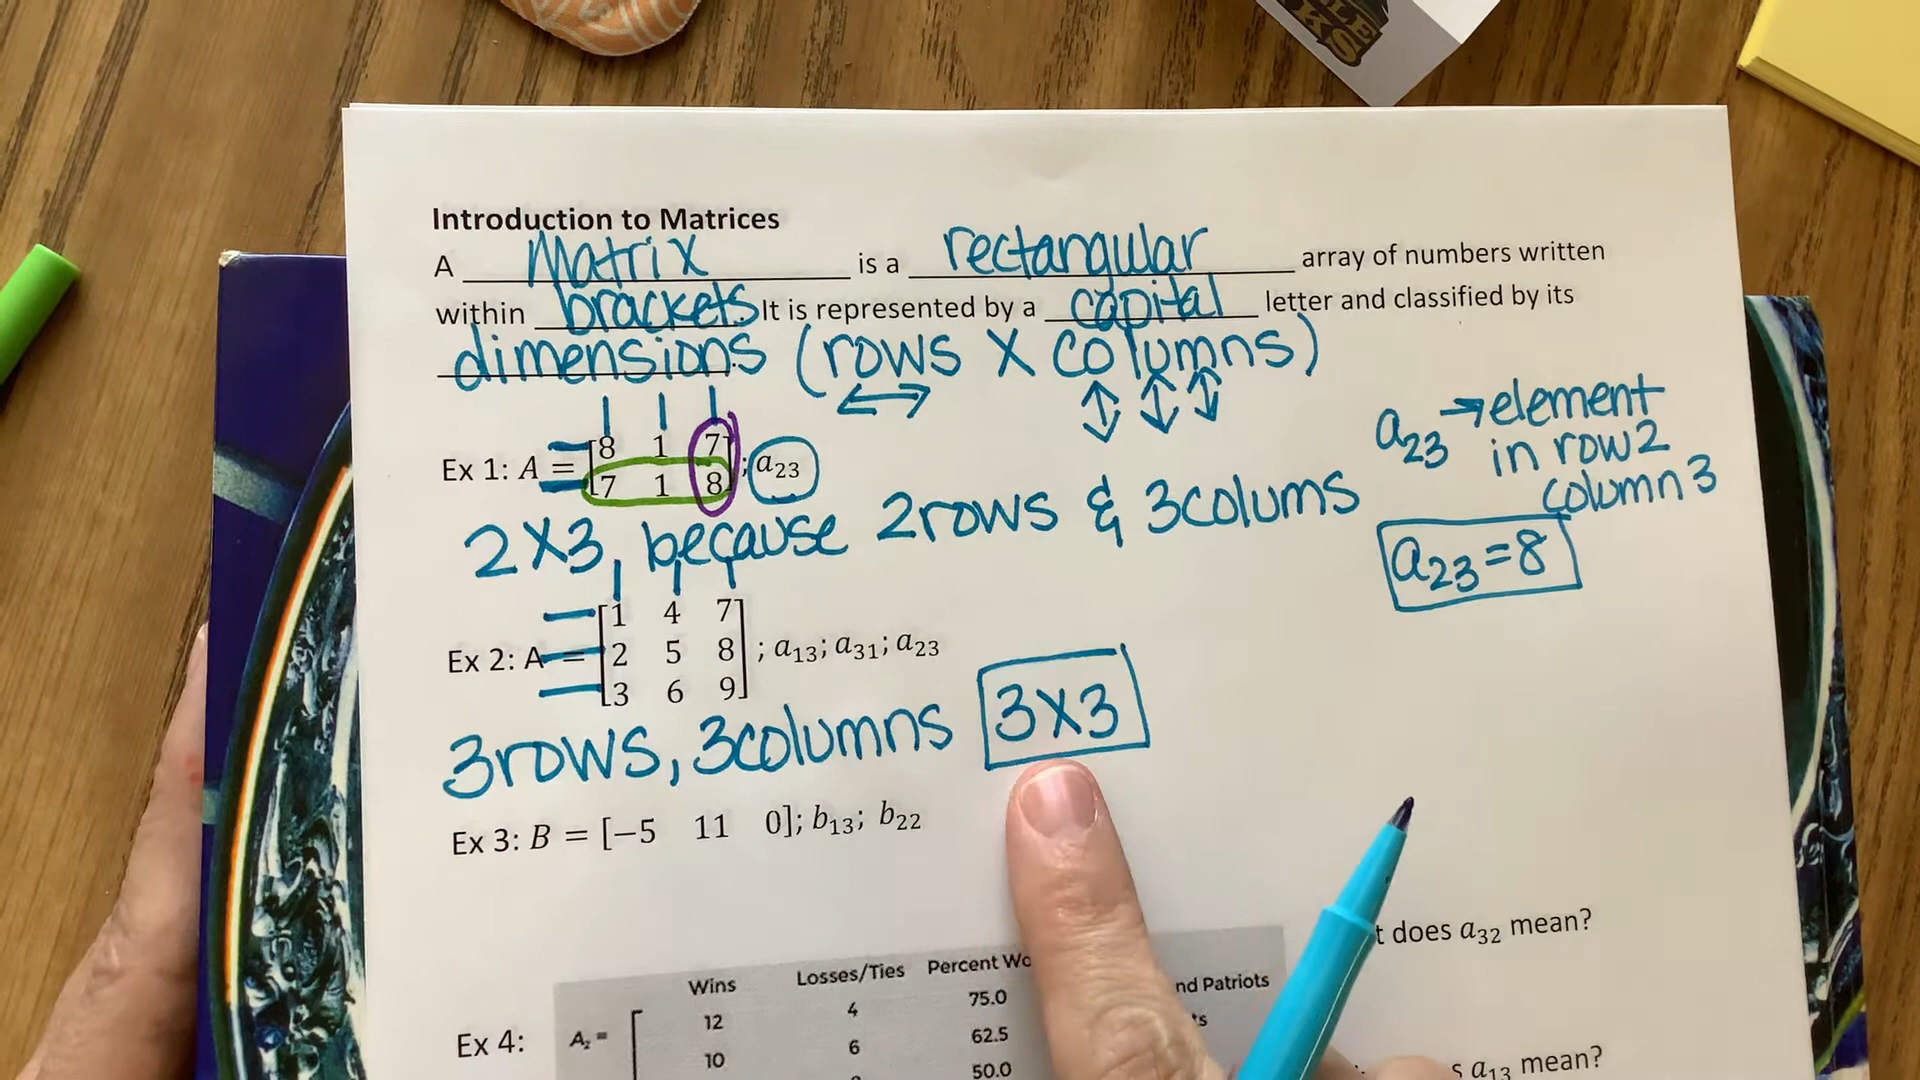 Introduction to Matrices
A Matrix is a rectangular array of numbers written
within brackets It is represented by a capital letter and classified by its
dimensions (rows X columns)
a23 → element
in row 2
column 3
Ex 1: A = [8 1 7
7 1 8] ; a23
2X3, because 2rows & 3colums
a23 = 8
[1 4 7]
Ex 2: A = [2 5 8] ; a13; a31; a23
[3 6 9]
3rows, 3columns 3X3
Ex 3: B = [−5 11 0]; b13; b22
t does a32 mean?
Wins Losses/Ties Percent Wo
nd Patriots
12 4 75.0
ts
Ex 4: A2 =
10 6 62.5
50.0
s a13 mean?